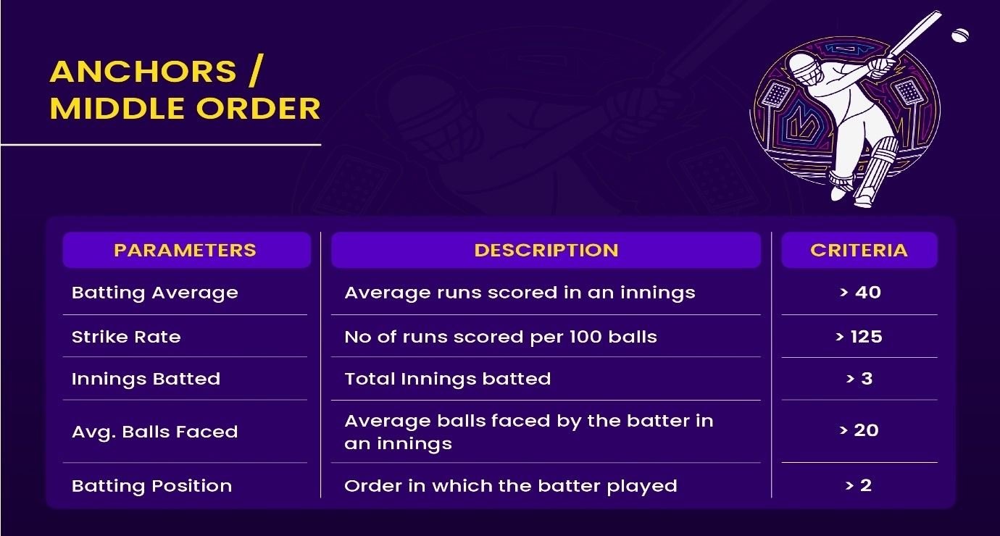 ANCHORS /
MIDDLE ORDER
PARAMETERS DESCRIPTION CRITERIA
Batting Average Average runs scored in an innings > 40
Strike Rate No of runs scored per 100 balls > 125
Innings Batted Total Innings batted > 3
Avg. Balls Faced Average balls faced by the batter in
an innings > 20
Batting Position Order in which the batter played > 2